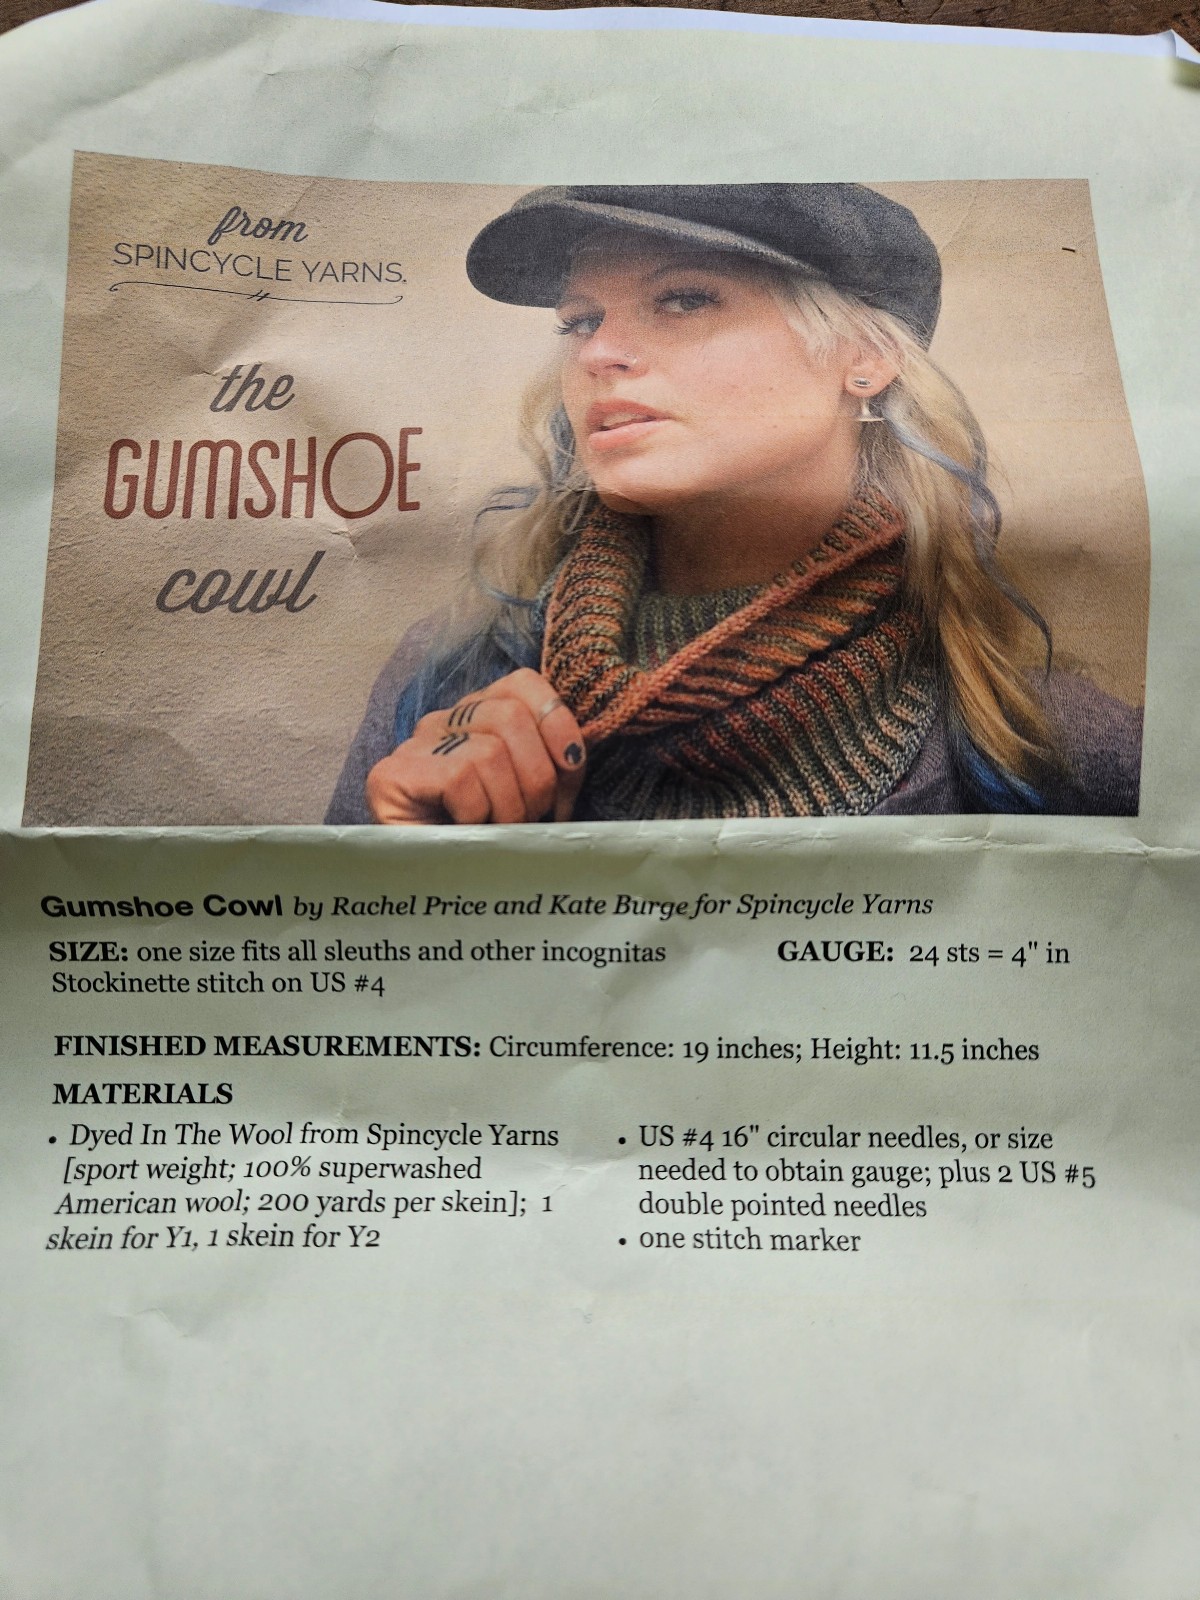 from
SPINCYCLE YARNS.
the
GUMSHOE
cowl
Gumshoe Cowl by Rachel Price and Kate Burge for Spincycle Yarns
SIZE: one size fits all sleuths and other incognitas GAUGE: 24 sts = 4" in
Stockinette stitch on US #4
FINISHED MEASUREMENTS: Circumference: 19 inches; Height: 11.5 inches
MATERIALS
• Dyed In The Wool from Spincycle Yarns
[sport weight; 100% superwashed
American wool; 200 yards per skein]; 1
skein for Y1, 1 skein for Y2
• US #4 16" circular needles, or size
needed to obtain gauge; plus 2 US #5
double pointed needles
• one stitch marker